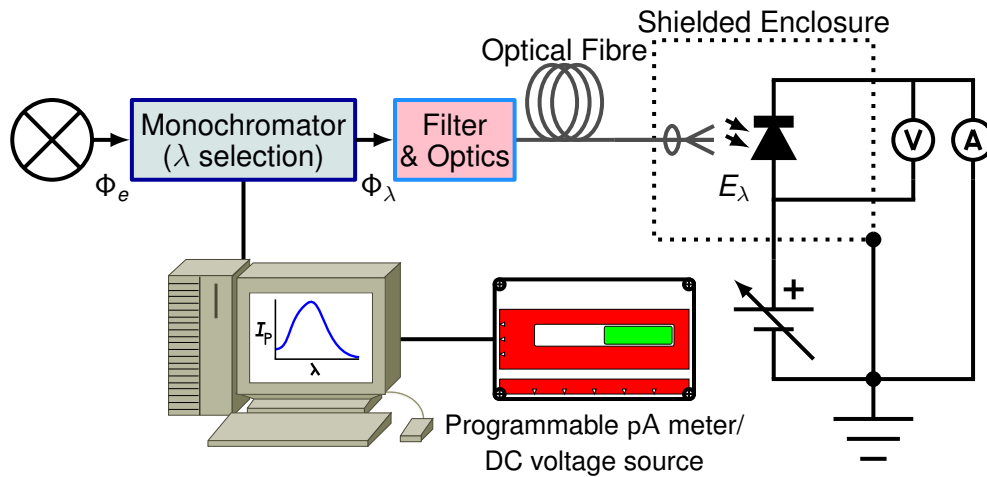 Shielded Enclosure
Optical Fibre
Monochromator
(λ selection)
Filter
& Optics
V
A
Φe
Φλ
Eλ
+
IP
λ
Programmable pA meter/
DC voltage source